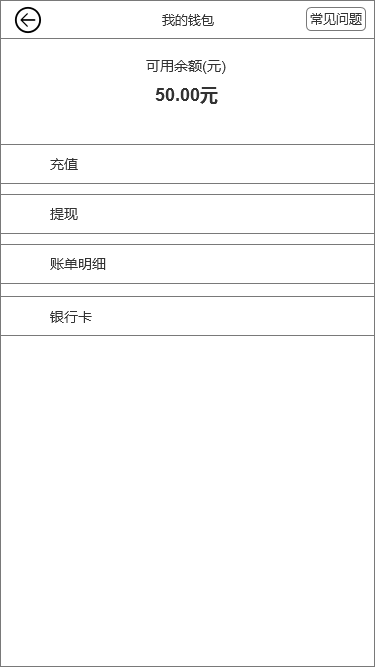 我的钱包
常见问题
可用余额(元)
50.00元
充值
提现
账单明细
银行卡